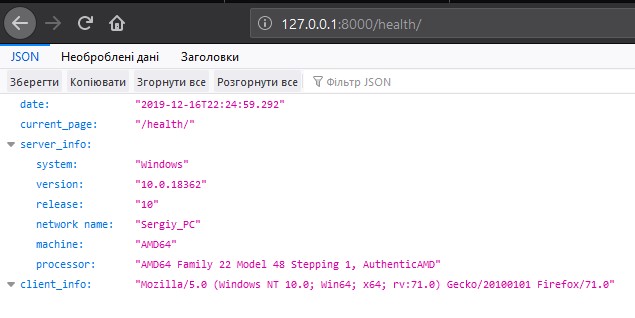 127.0.0.1:8000/health/
JSON Необроблені дані Заголовки
Зберегти Копіювати Згорнути все Розгорнути все Фільтр JSON
date: "2019-12-16T22:24:59.292"
current_page: "/health/"
server_info:
system: "Windows"
version: "10.0.18362"
release: "10"
network name: "Sergiy_PC"
machine: "AMD64"
processor: "AMD64 Family 22 Model 48 Stepping 1, AuthenticAMD"
client_info: "Mozilla/5.0 (Windows NT 10.0; Win64; x64; rv:71.0) Gecko/20100101 Firefox/71.0"